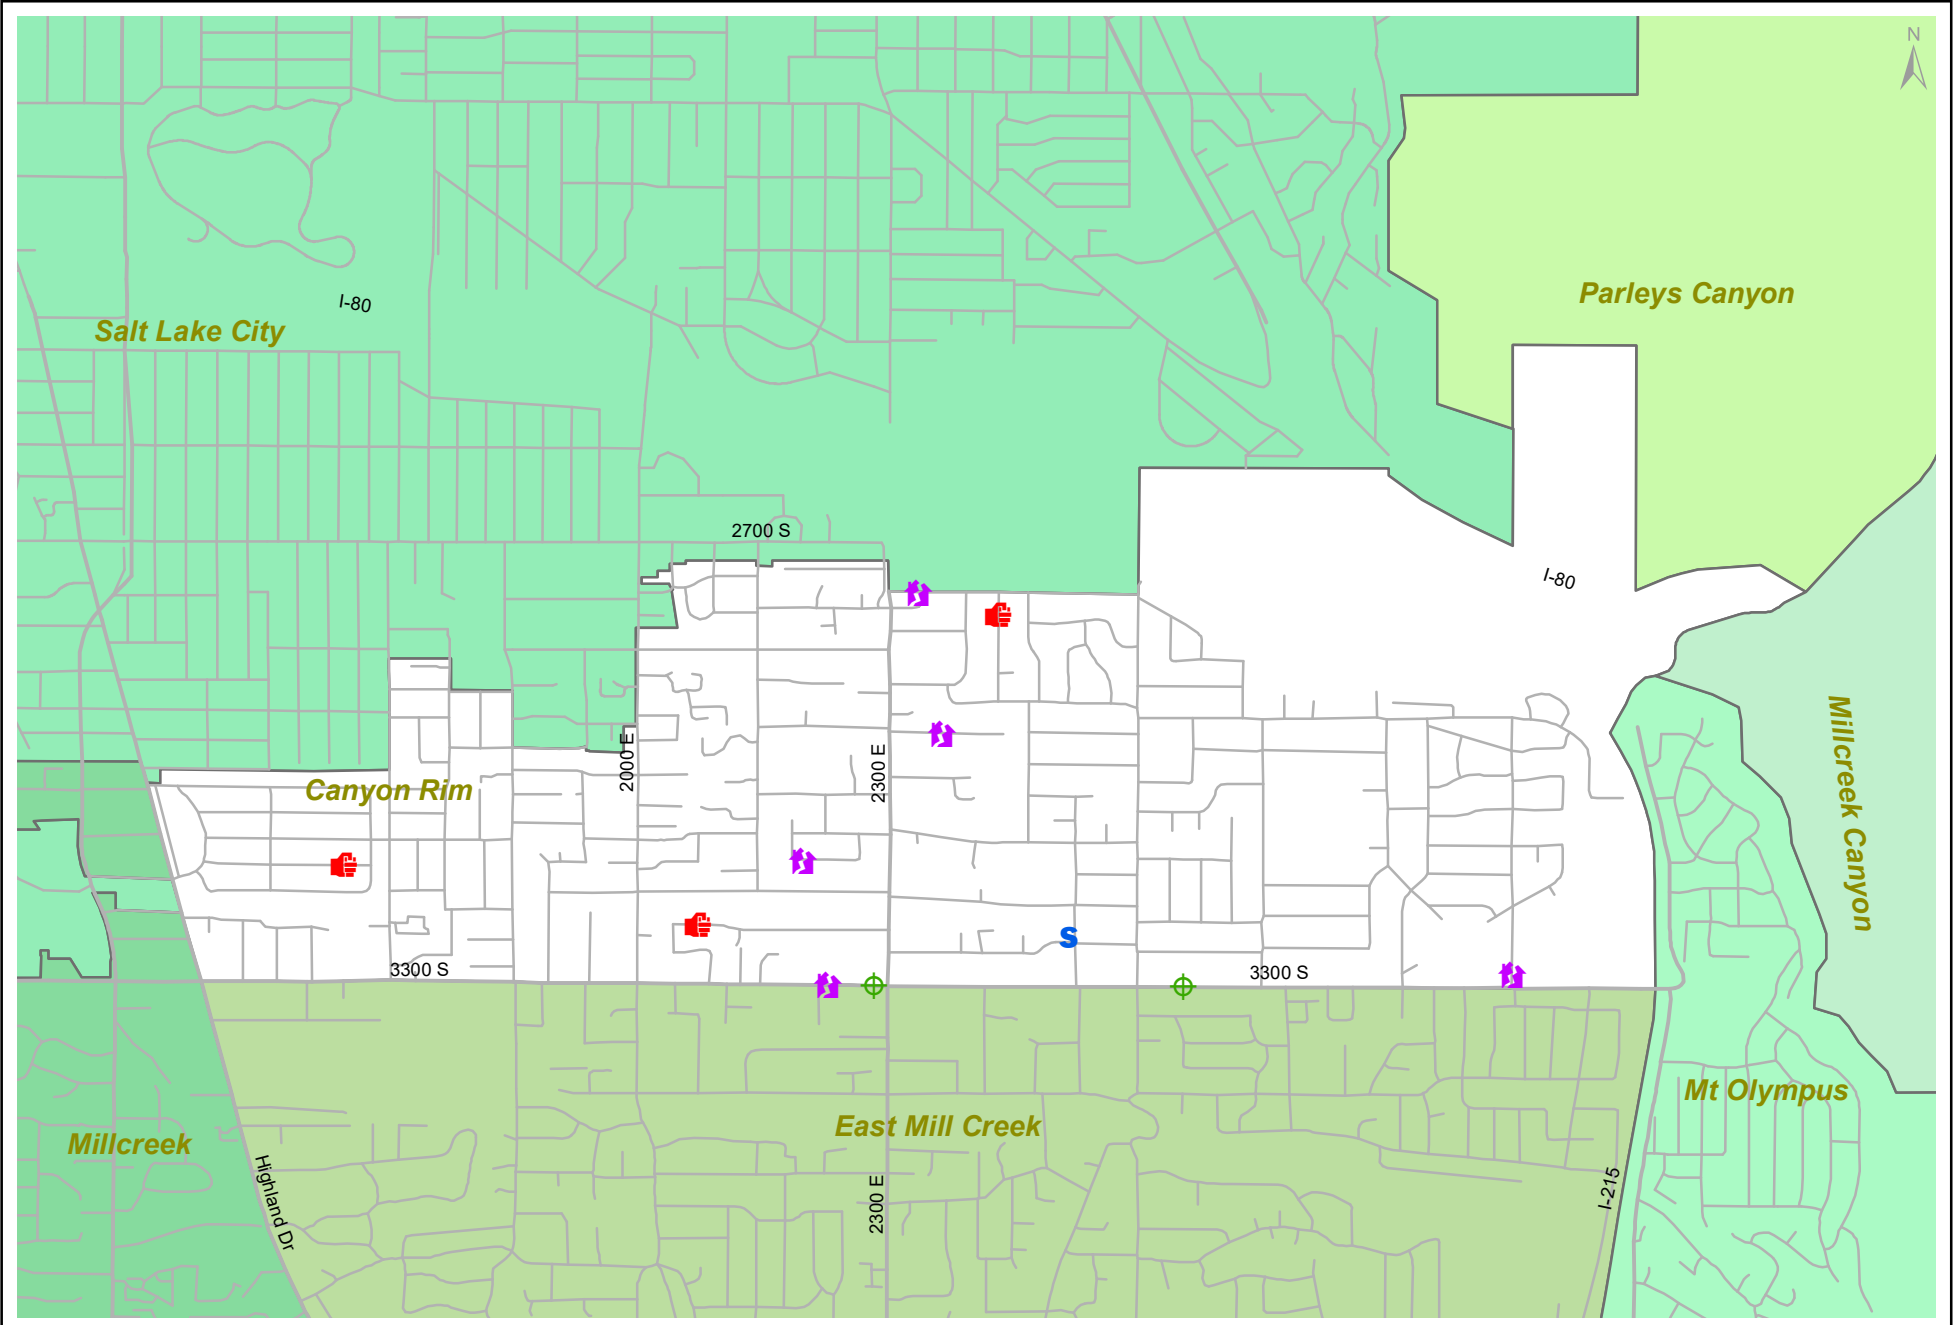 N
Parleys Canyon
I-80
Salt Lake City
2700 S
I-80
Millcreek Canyon
2000 E
2300 E
Canyon Rim
S
3300 S
3300 S
Mt Olympus
East Mill Creek
Millcreek
Highland Dr
2300 E
I-215